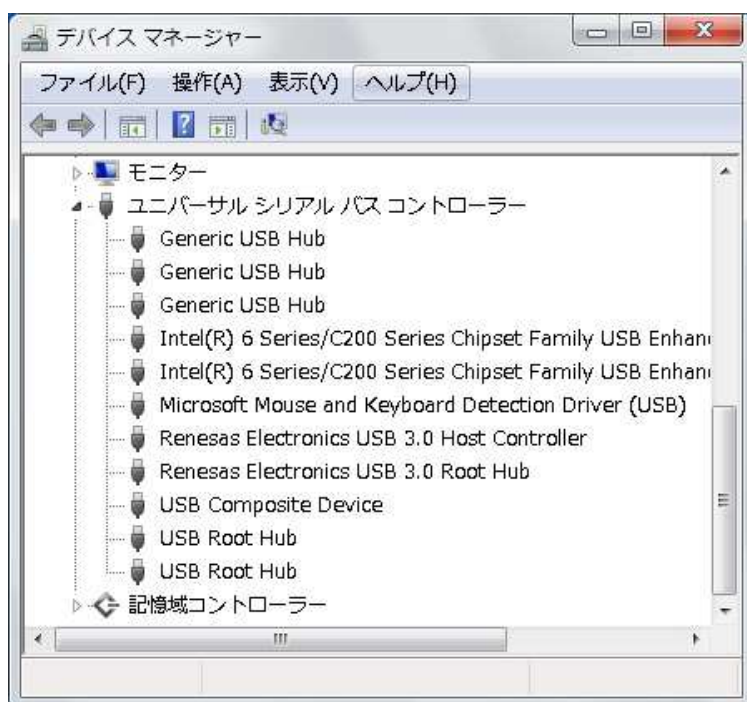 デバイス マネージャー
ファイル(F) 操作(A) 表示(V) ヘルプ(H)
モニター
ユニバーサル シリアル バス コントローラー
Generic USB Hub
Generic USB Hub
Generic USB Hub
Intel(R) 6 Series/C200 Series Chipset Family USB Enhan
Intel(R) 6 Series/C200 Series Chipset Family USB Enhan
Microsoft Mouse and Keyboard Detection Driver (USB)
Renesas Electronics USB 3.0 Host Controller
Renesas Electronics USB 3.0 Root Hub
USB Composite Device
USB Root Hub
USB Root Hub
記憶域コントローラー